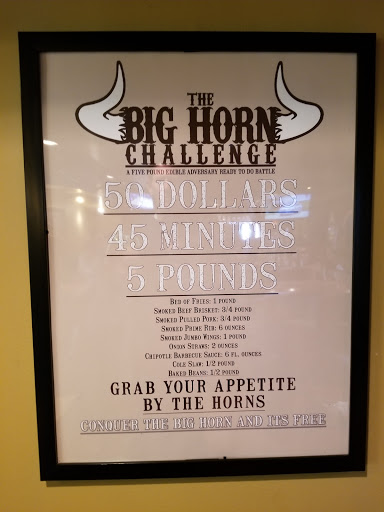 THE
BIG HORN
CHALLENGE
A FIVE POUND EDIBLE ADVERSARY READY TO DO BATTLE
50 DOLLARS
45 MINUTES
5 POUNDS
BED OF FRIES: 1 POUND
SMOKED BEEF BRISKET: 3/4 POUND
SMOKED PULLED PORK: 3/4 POUND
SMOKED PRIME RIB: 6 OUNCES
SMOKED JUMBO WINGS: 1 POUND
ONION STRAWS: 2 OUNCES
CHIPOTLE BARBECUE SAUCE: 6 FL. OUNCES
COLE SLAW: 1/2 POUND
BAKED BEANS: 1/2 POUND
GRAB YOUR APPETITE
BY THE HORNS
CONQUER THE BIG HORN AND ITS FREE